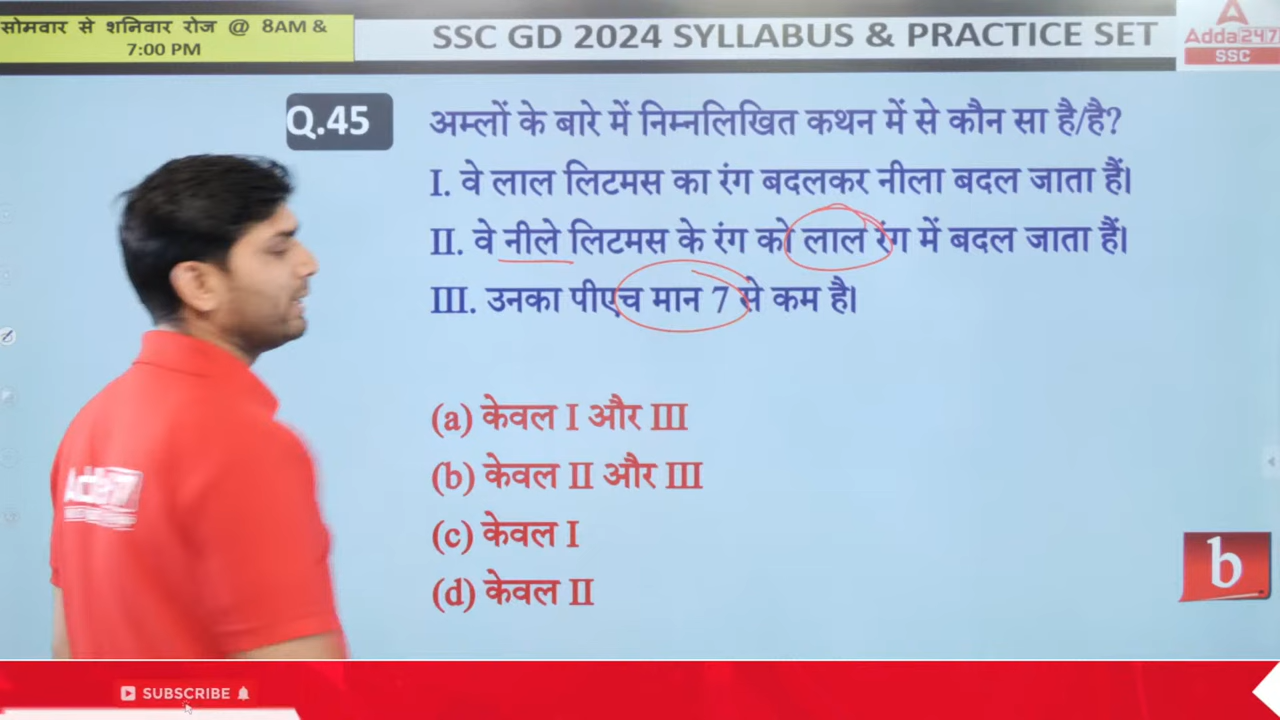 सोमवार से शनिवार रोज @ 8AM &
7:00 PM
SSC GD 2024 SYLLABUS & PRACTICE SET
Adda247
SSC
Q.45
अम्लों के बारे में निम्नलिखित कथन में से कौन सा है/है?
I. वे लाल लिटमस का रंग बदलकर नीला बदल जाता हैं।
II. वे नीले लिटमस के रंग को लाल रंग में बदल जाता हैं।
III. उनका पीएच मान 7 से कम है।
(a) केवल I और III
(b) केवल II और III
(c) केवल I
(d) केवल II
b
SUBSCRIBE